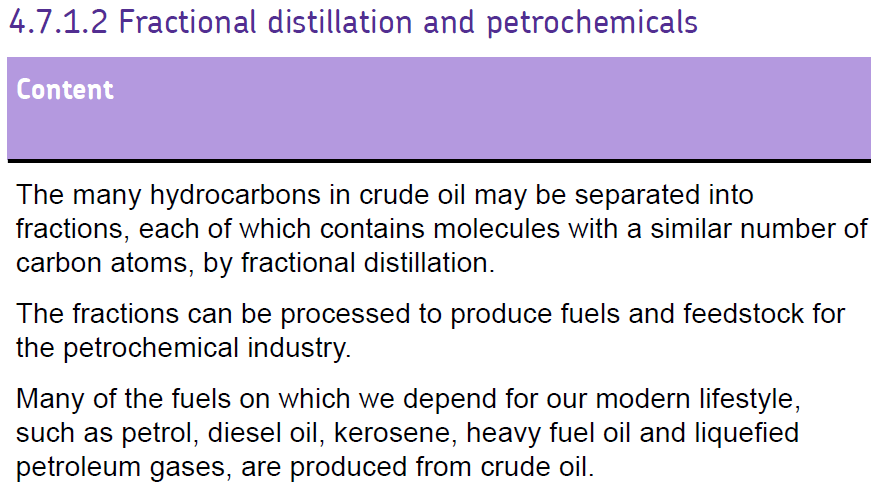 4.7.1.2 Fractional distillation and petrochemicals
Content
The many hydrocarbons in crude oil may be separated into
fractions, each of which contains molecules with a similar number of
carbon atoms, by fractional distillation.
The fractions can be processed to produce fuels and feedstock for
the petrochemical industry.
Many of the fuels on which we depend for our modern lifestyle,
such as petrol, diesel oil, kerosene, heavy fuel oil and liquefied
petroleum gases, are produced from crude oil.